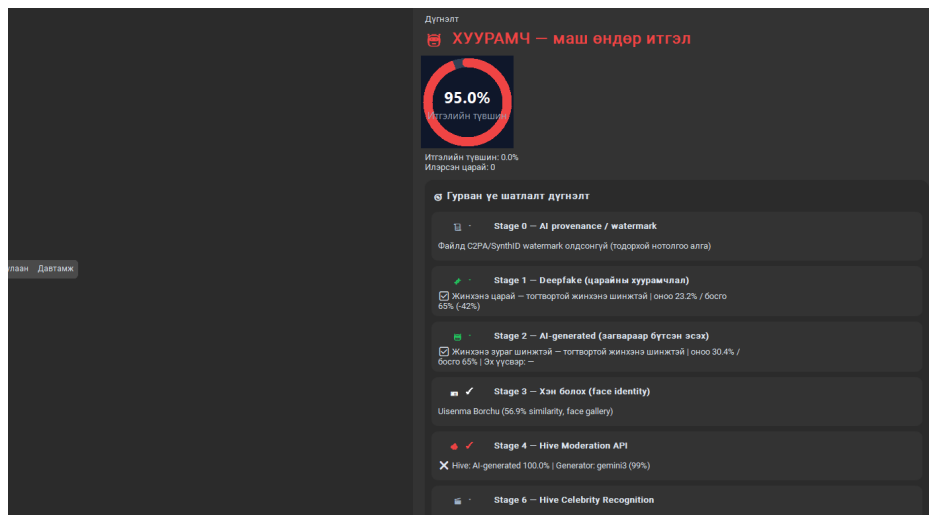 Дүгнэлт
ХУУРАМЧ — маш өндөр итгэл
95.0%
Итгэлийн түвшин
Итгэлийн түвшин: 0.0%
Илэрсэн царай: 0
Гурван үе шатлалт дүгнэлт
Stage 0 — AI provenance / watermark
Файлд C2PA/SynthID watermark олдсонгүй (тодорхой нотолгоо алга)
Давтамж
Stage 1 — Deepfake (царайны хуурамчлал)
Жинхэнэ царай — тогтвортой жинхэнэ шинжтэй | оноо 23.2% / босго
65% (-42%)
Stage 2 — AI-generated (загвараар бүтсэн эсэх)
Жинхэнэ зураг шинжтэй — тогтвортой жинхэнэ шинжтэй | оноо 30.4% /
босго 65% | Эх үүсвэр: —
Stage 3 — Хэн болох (face identity)
Uisenma Borchu (56.9% similarity, face gallery)
Stage 4 — Hive Moderation API
Hive: AI-generated 100.0% | Generator: gemini3 (99%)
Stage 6 — Hive Celebrity Recognition